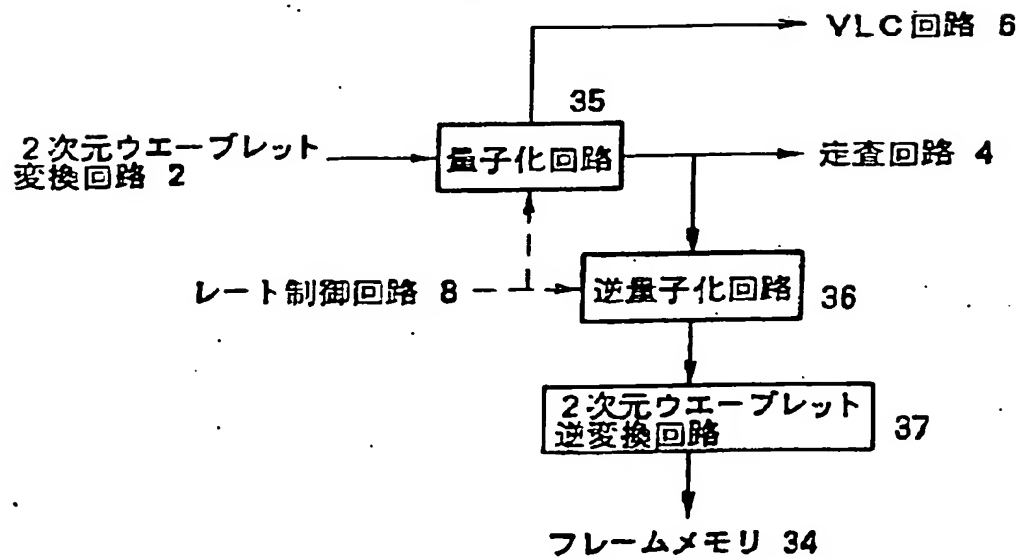 VLC回路 6
35
2次元ウエーブレット
変換回路 2
量子化回路
走査回路 4
レート制御回路 8
逆量子化回路
36
2次元ウエーブレット
逆変換回路
37
フレームメモリ 34